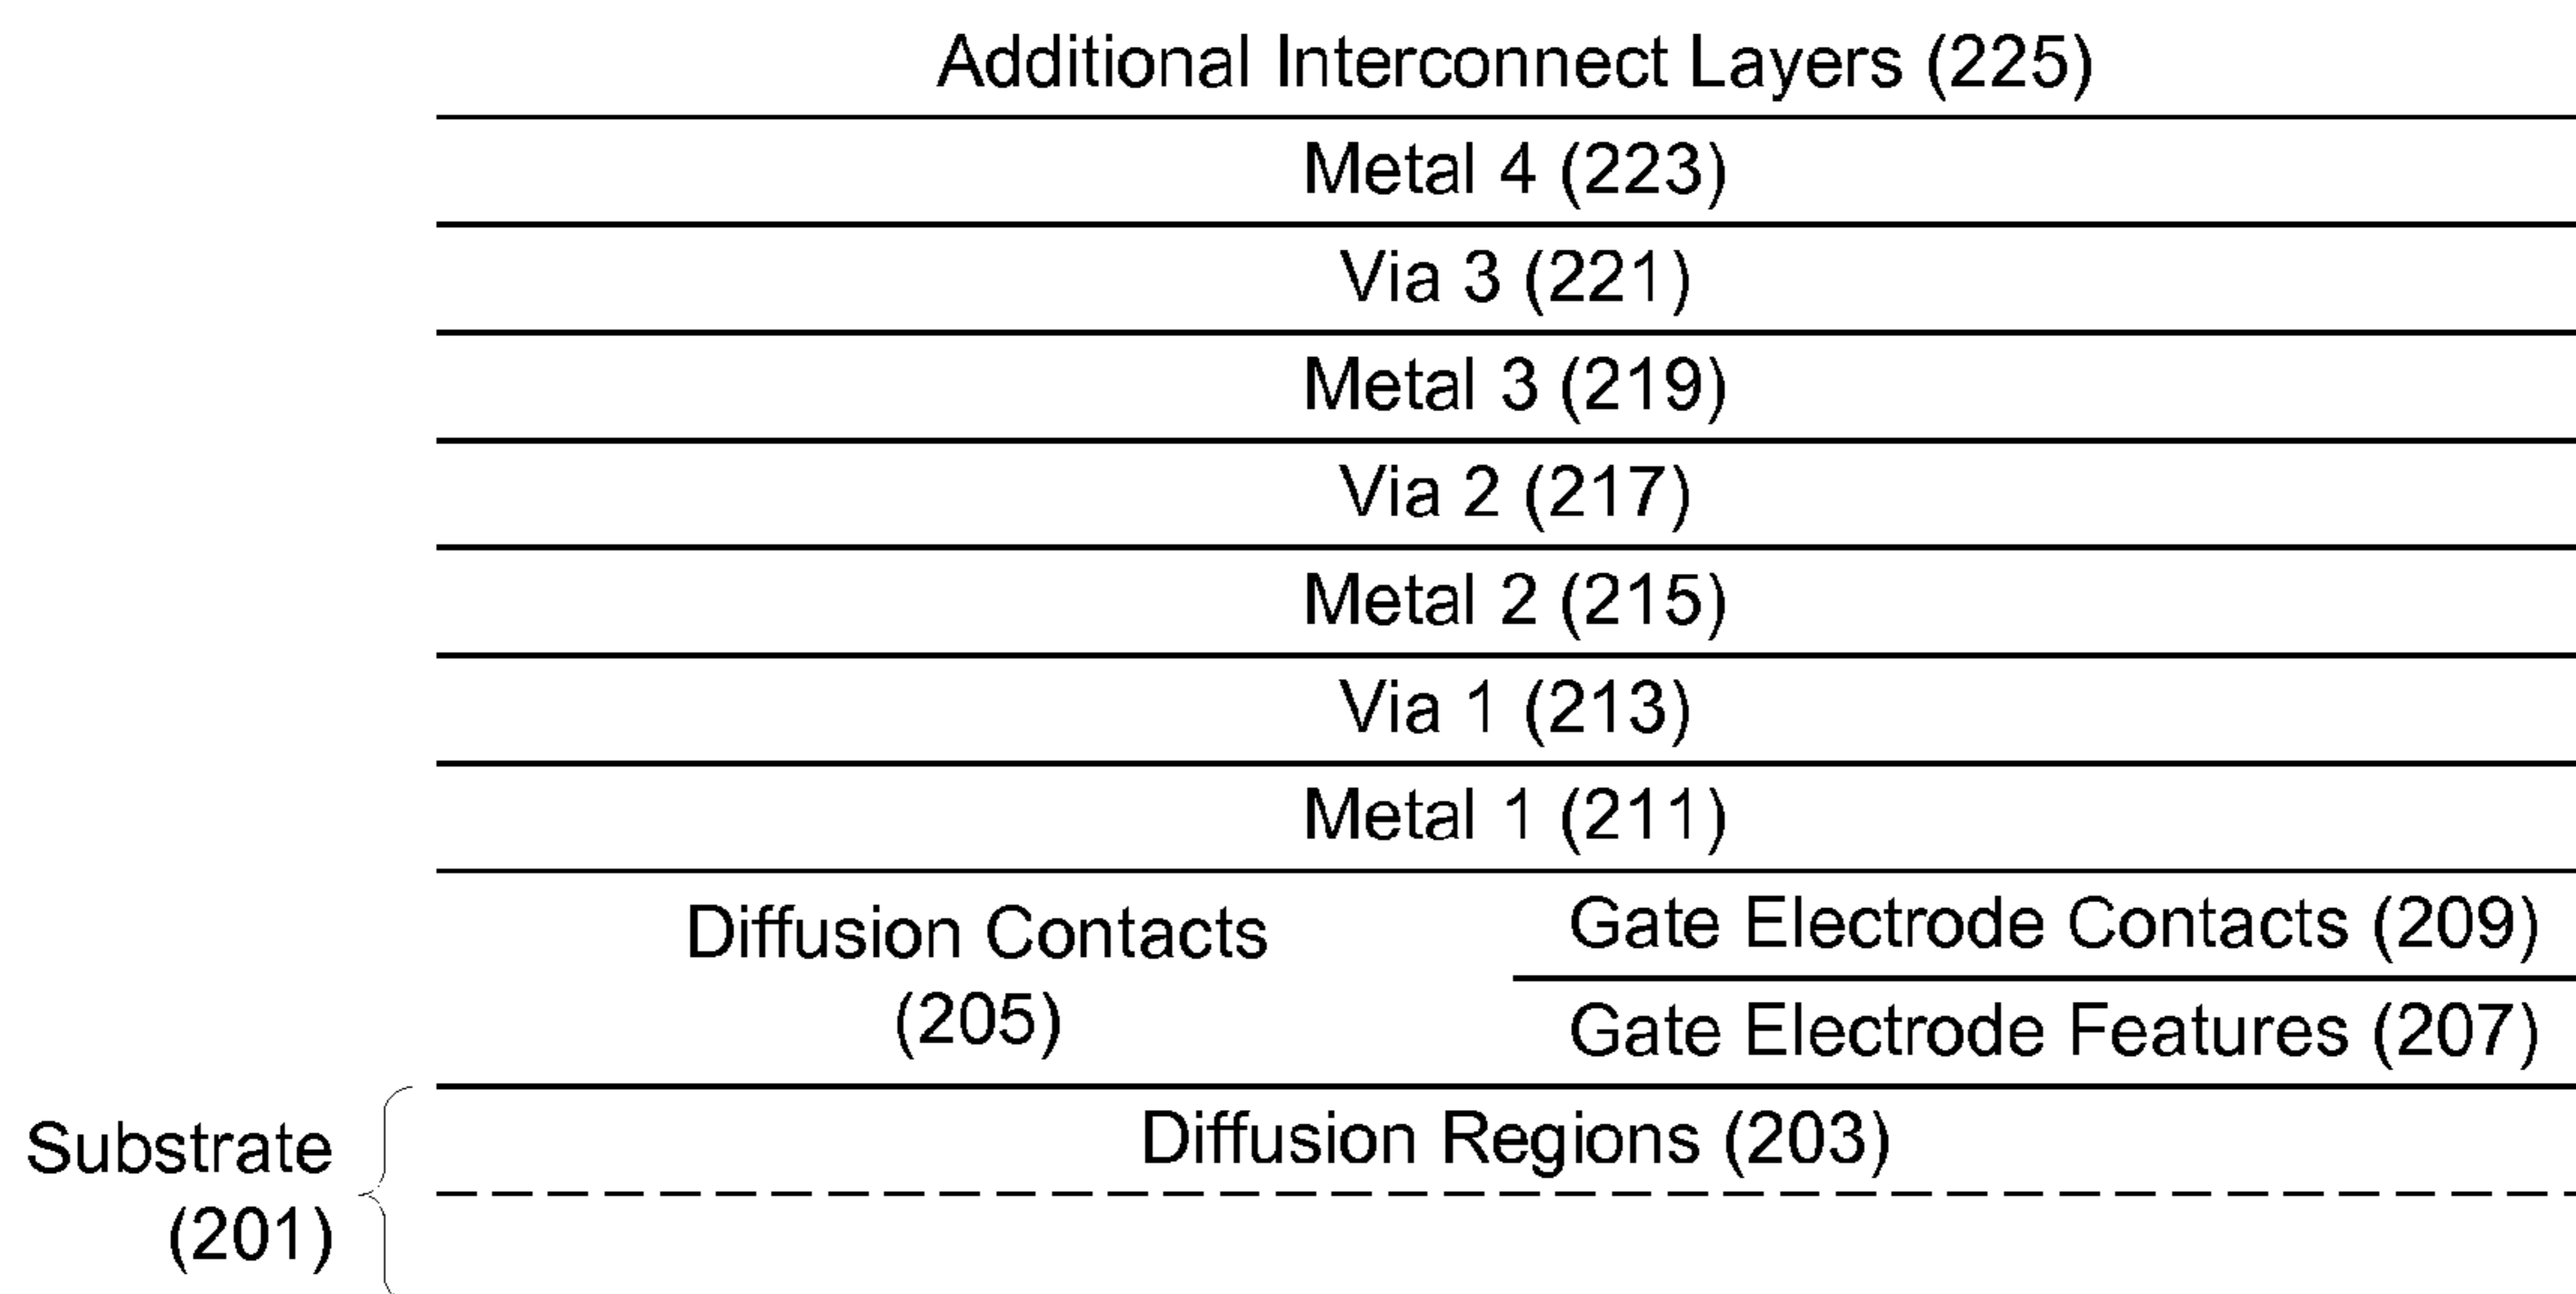 Additional Interconnect Layers (225)
Metal 4 (223)
Via 3 (221)
Metal 3 (219)
Via 2 (217)
Metal 2 (215)
Via 1 (213)
Metal 1 (211)
Diffusion Contacts
(205)
Gate Electrode Contacts (209)
Gate Electrode Features (207)
Substrate
(201)
Diffusion Regions (203)